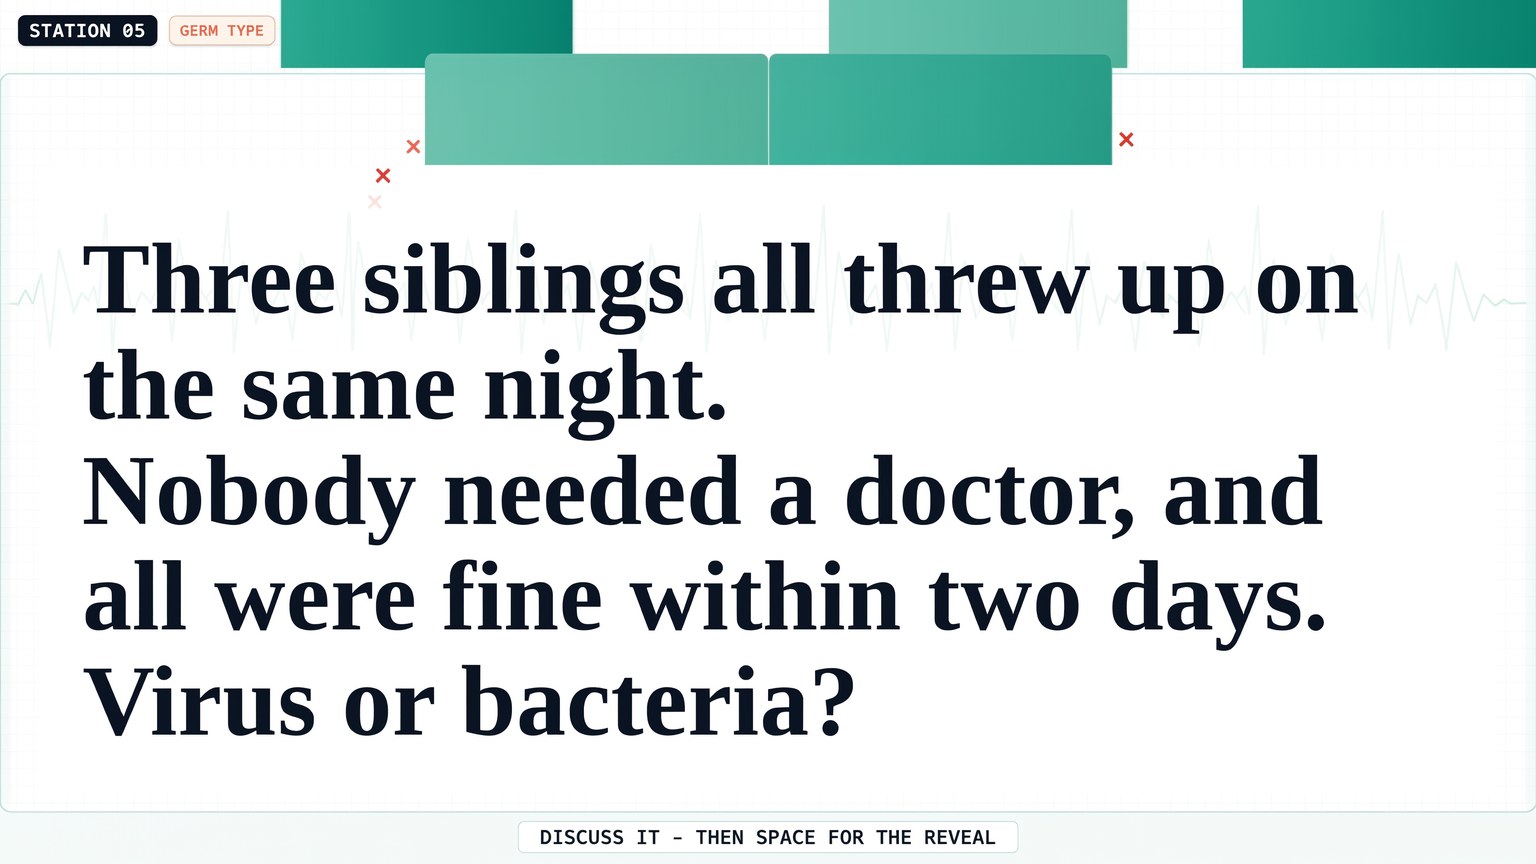 STATION 05
GERM TYPE
Three siblings all threw up on
the same night.
Nobody needed a doctor, and
all were fine within two days.
Virus or bacteria?
DISCUSS IT – THEN SPACE FOR THE REVEAL